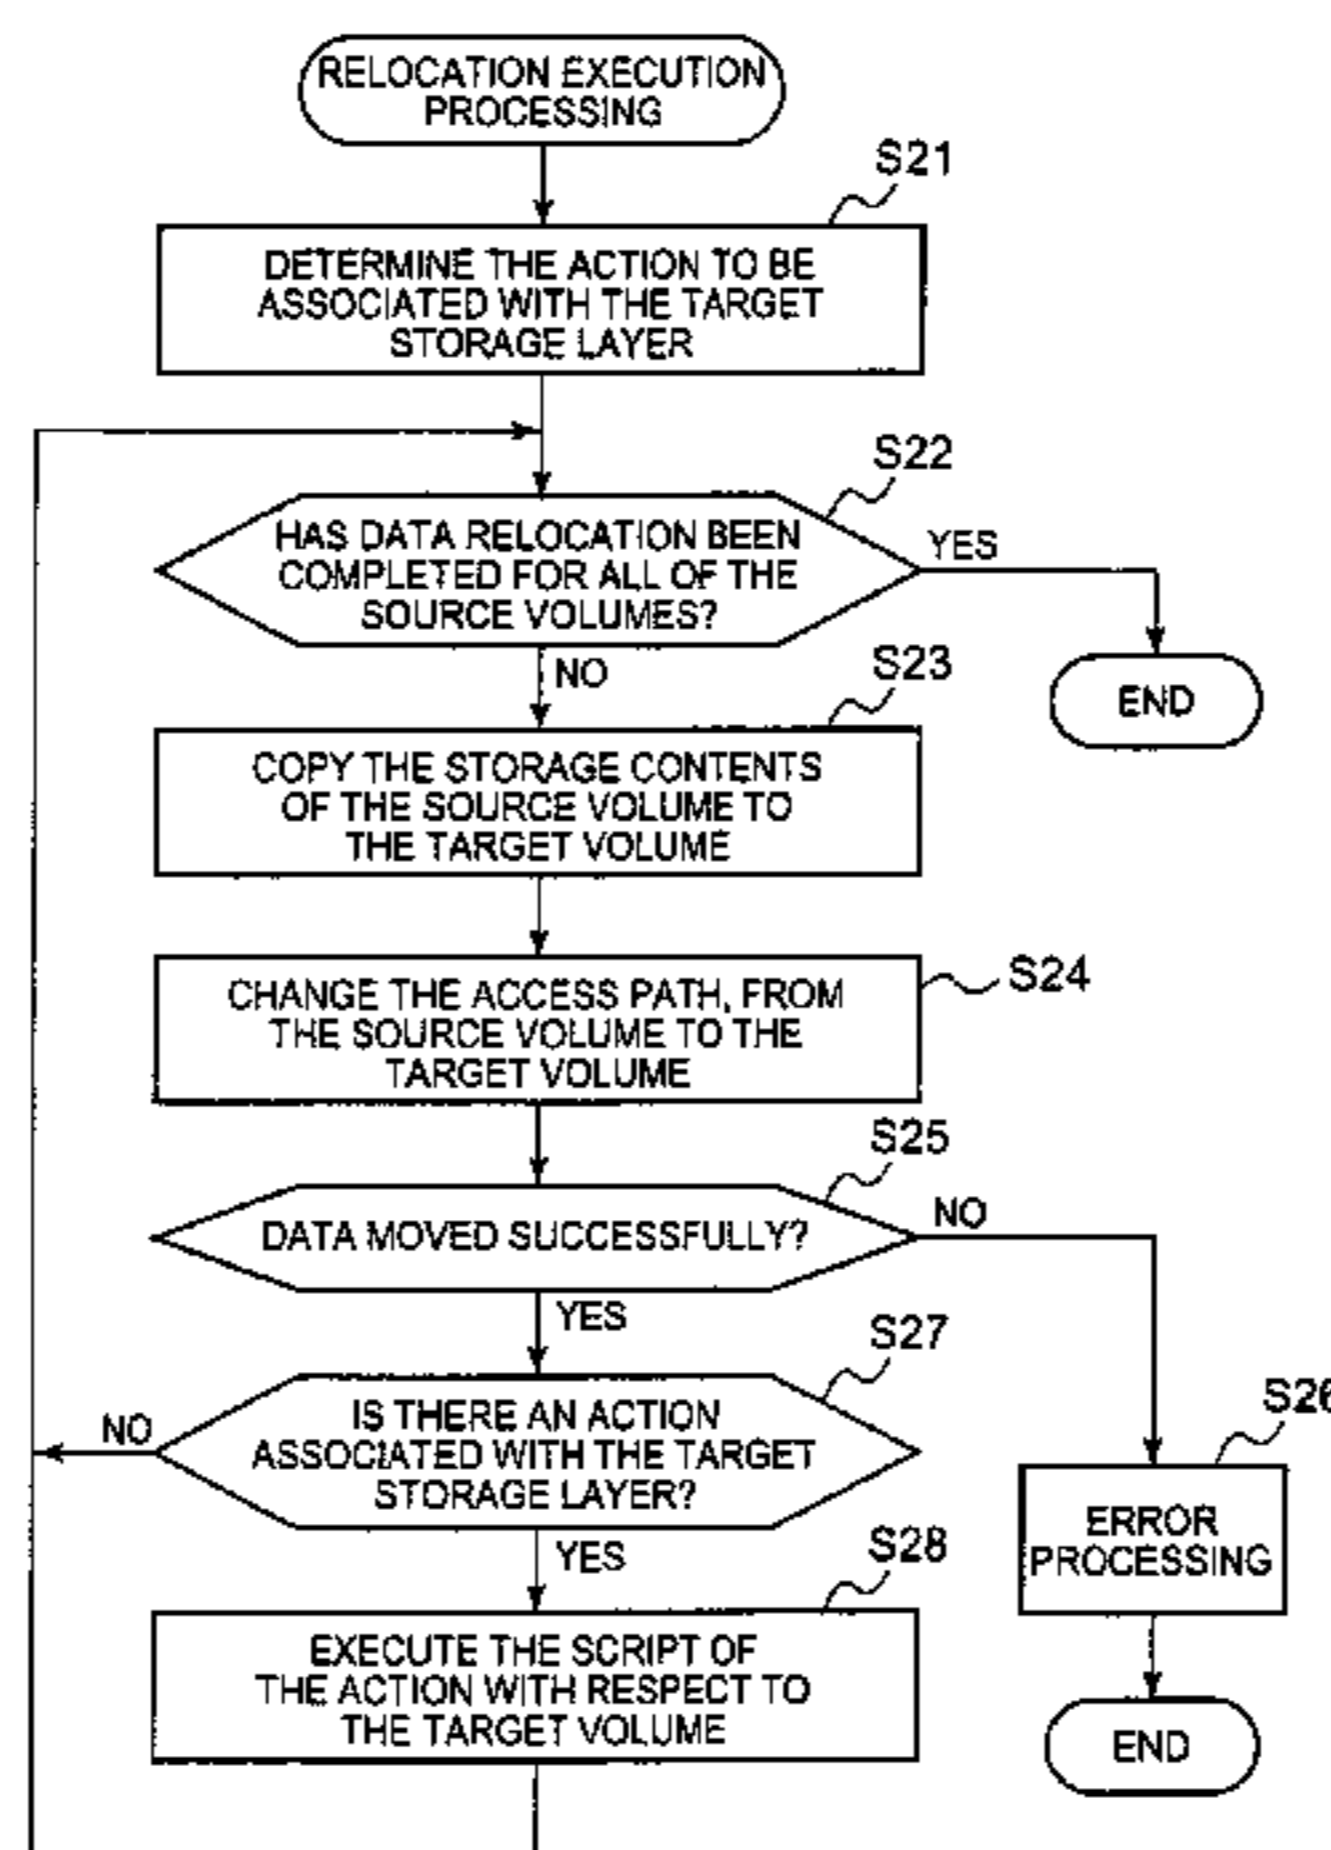 RELOCATION EXECUTION
PROCESSING
S21
DETERMINE THE ACTION TO BE
ASSOCIATED WITH THE TARGET
STORAGE LAYER
S22
HAS DATA RELOCATION BEEN
COMPLETED FOR ALL OF THE
SOURCE VOLUMES?
YES
END
NO
S23
COPY THE STORAGE CONTENTS
OF THE SOURCE VOLUME TO
THE TARGET VOLUME
S24
CHANGE THE ACCESS PATH, FROM
THE SOURCE VOLUME TO THE
TARGET VOLUME
S25
DATA MOVED SUCCESSFULLY?
NO
YES
S27
IS THERE AN ACTION
ASSOCIATED WITH THE TARGET
STORAGE LAYER?
NO
S26
ERROR
PROCESSING
END
YES
S28
EXECUTE THE SCRIPT OF
THE ACTION WITH RESPECT TO
THE TARGET VOLUME